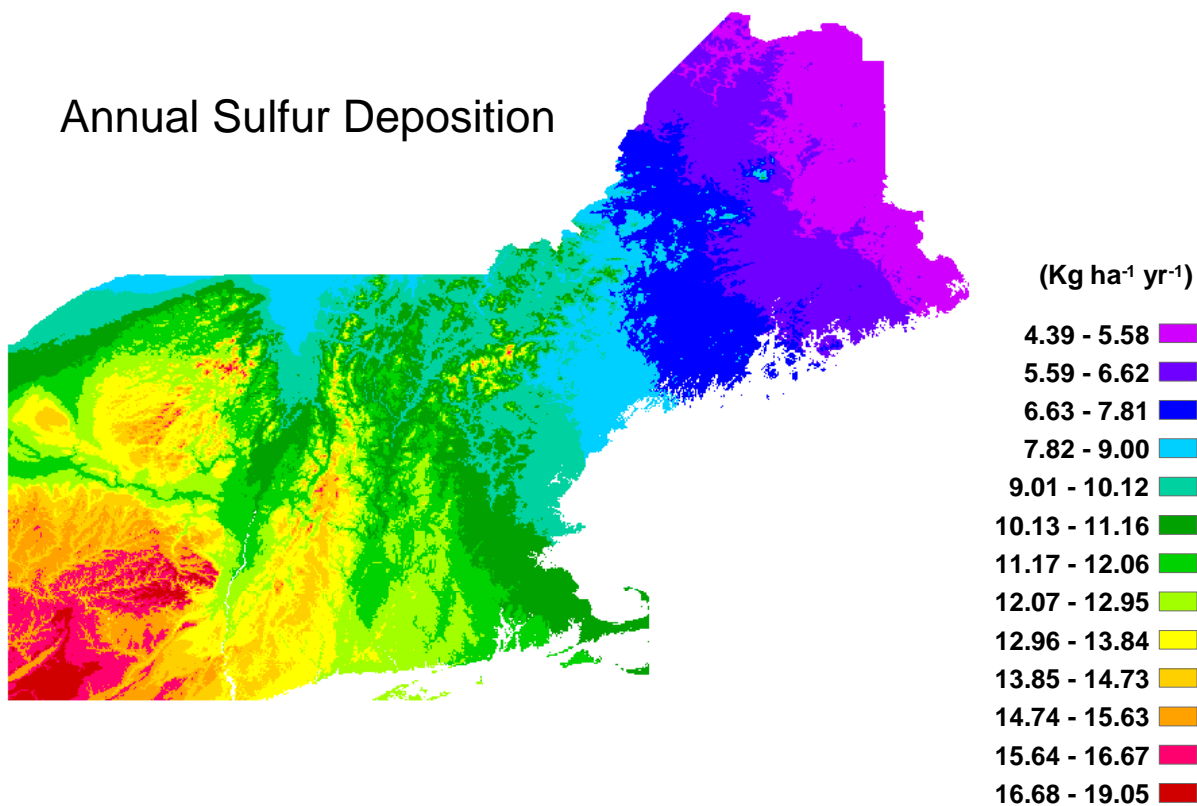 Annual Sulfur Deposition
(Kg ha⁻¹ yr⁻¹)
4.39 - 5.58
5.59 - 6.62
6.63 - 7.81
7.82 - 9.00
9.01 - 10.12
10.13 - 11.16
11.17 - 12.06
12.07 - 12.95
12.96 - 13.84
13.85 - 14.73
14.74 - 15.63
15.64 - 16.67
16.68 - 19.05